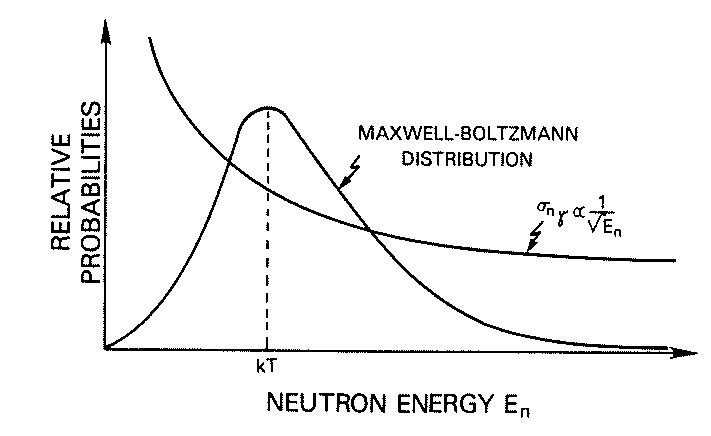 RELATIVE
PROBABILITIES
MAXWELL-BOLTZMANN
DISTRIBUTION
σnγ ∝ 1/√En
kT
NEUTRON ENERGY En